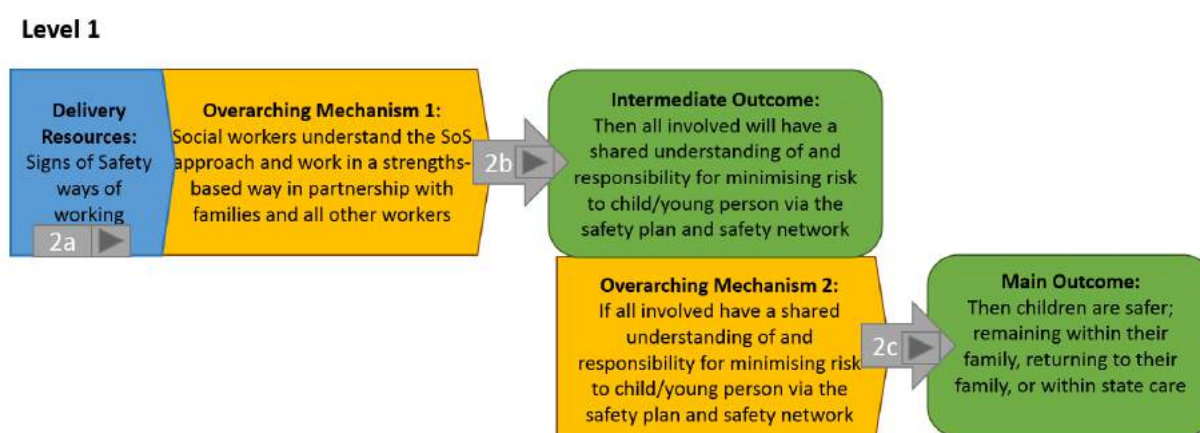 Level 1
Delivery
Resources:
Signs of Safety
ways of
working
2a
Overarching Mechanism 1:
Social workers understand the SoS
approach and work in a strengths-
based way in partnership with
families and all other workers
2b
Intermediate Outcome:
Then all involved will have a
shared understanding of and
responsibility for minimising risk
to child/young person via the
safety plan and safety network
Overarching Mechanism 2:
If all involved have a shared
understanding of and
responsibility for minimising risk
to child/young person via the
safety plan and safety network
2c
Main Outcome:
Then children are safer;
remaining within their
family, returning to their
family, or within state care